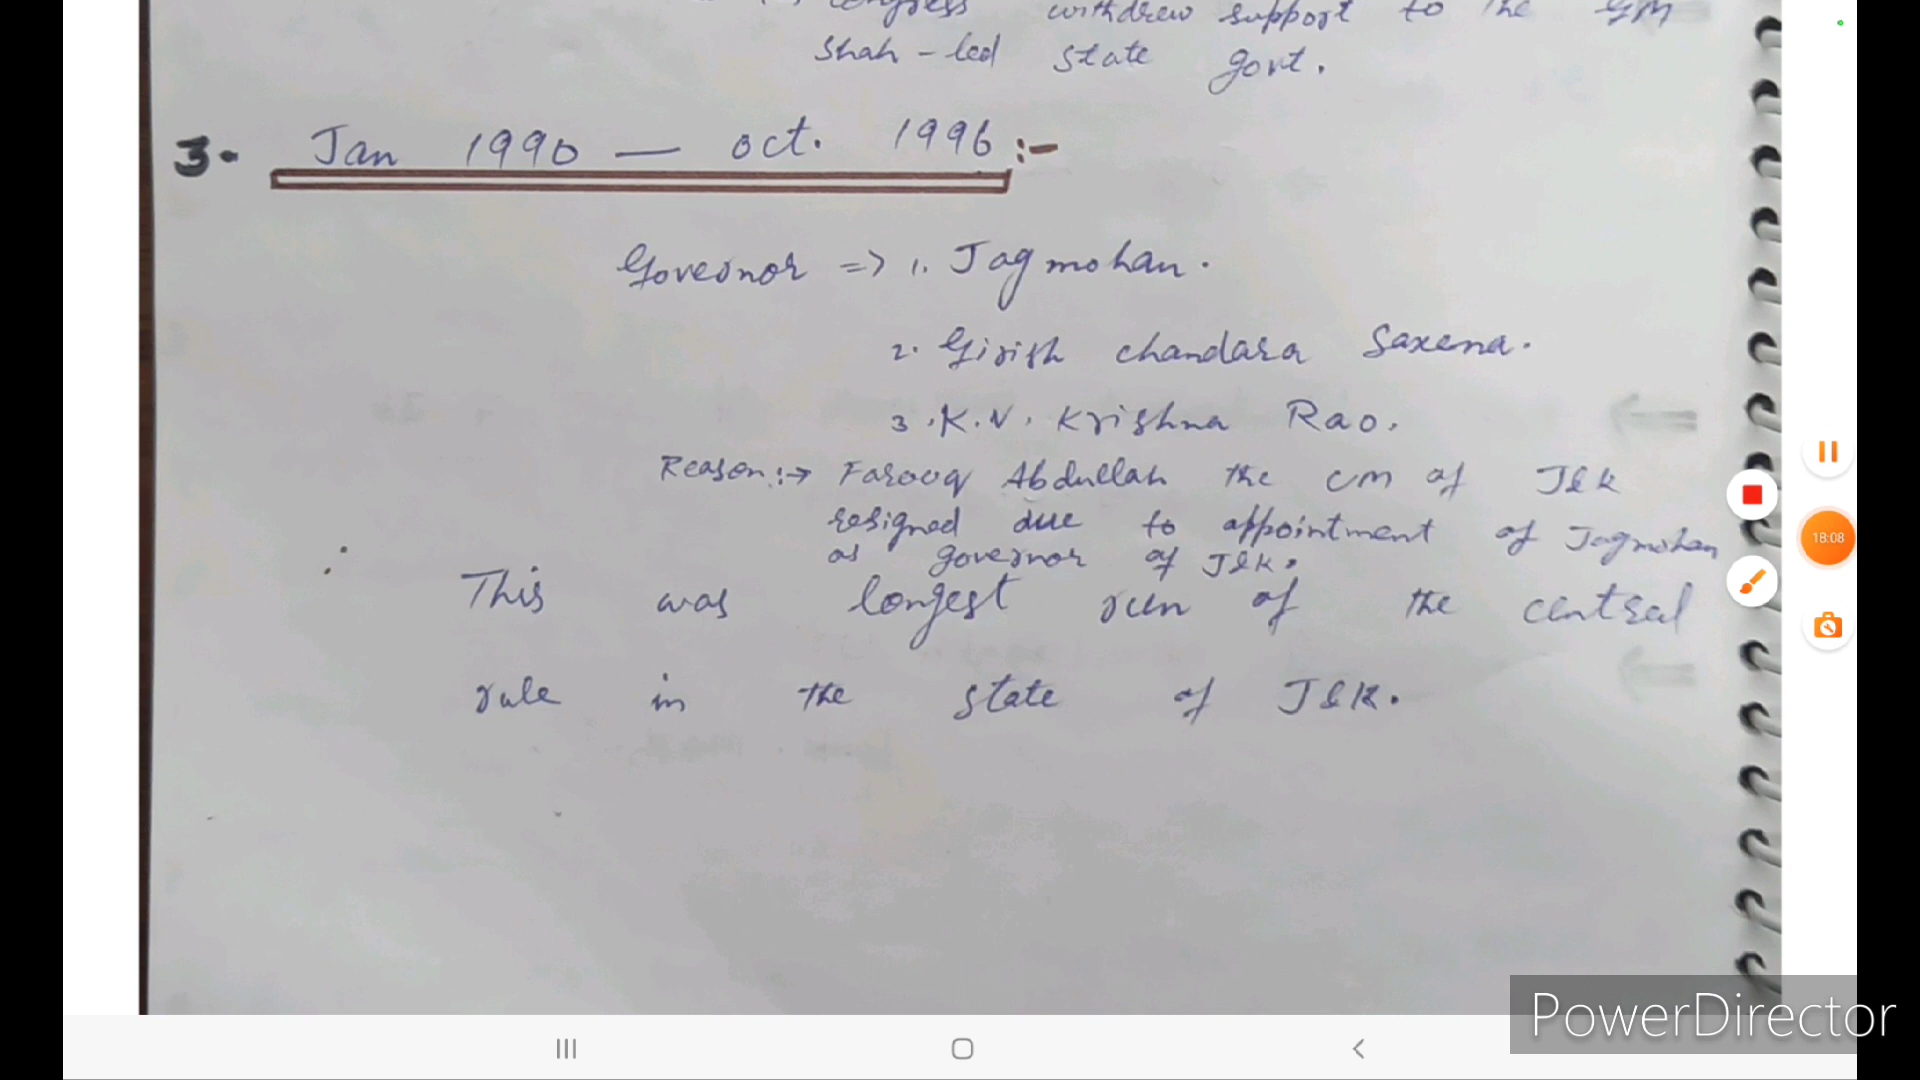 Congress withdrew support to the GM
Shah - led state govt.
3. Jan 1990 — oct. 1996 :-
Governor => 1. Jagmohan.
2. Girish chandara Saxena.
3. K.V. Krishna Rao.
Reason :-> Farooq Abdullah the CM of J&K
resigned due to appointment of Jagmohan
as governor of J&K.
This was longest run of the central
rule in the state of J&K.
18:08
PowerDirector